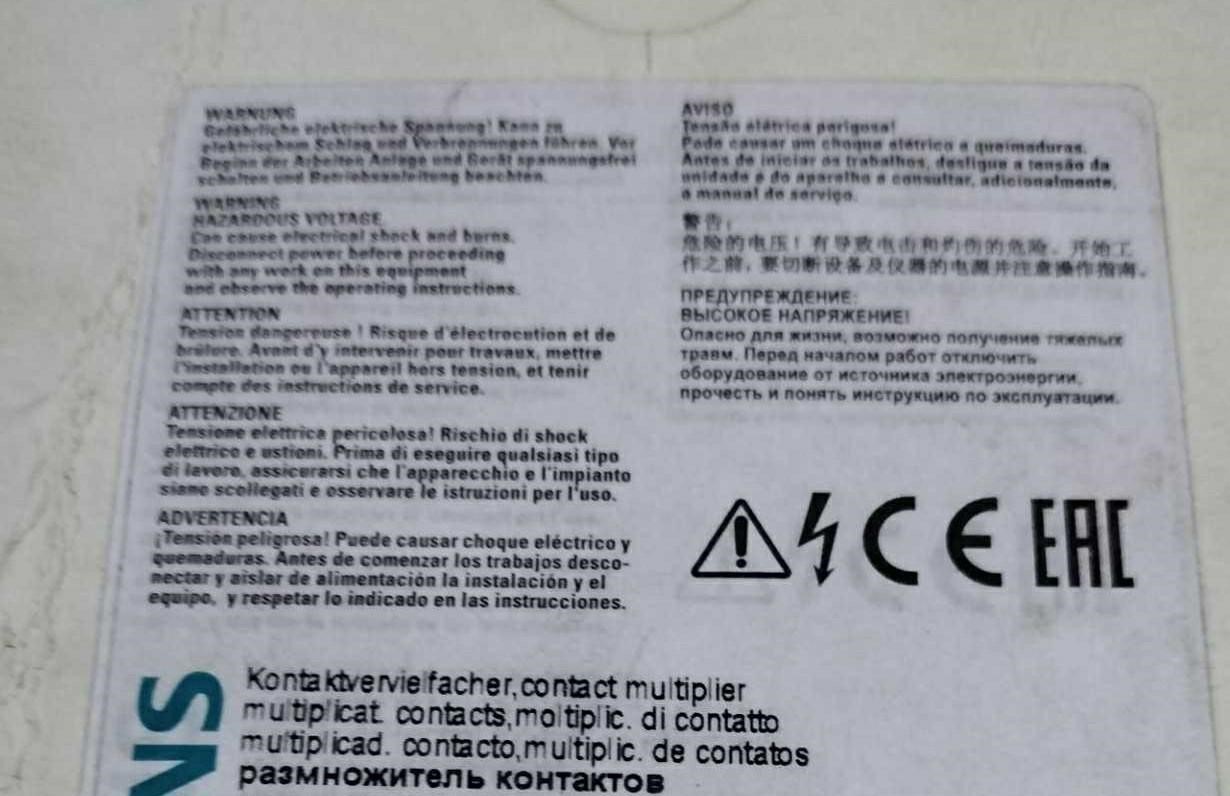 WARNUNG
Gefährliche elektrische Spannung! Kann zu
elektrischem Schlag und Verbrennungen führen. Vor
Beginn der Arbeiten Anlage und Gerät spannungsfrei
schalten und Betriebsanleitung beachten.
WARNING
HAZARDOUS VOLTAGE
Can cause electrical shock and burns.
Disconnect power before proceeding
with any work on this equipment
and observe the operating instructions.
ATTENTION
Tension dangereuse ! Risque d'électrocution et de
brûlure. Avant d'y intervenir pour travaux, mettre
l'installation ou l'appareil hors tension, et tenir
compte des instructions de service.
ATTENZIONE
Tensione elettrica pericolosa! Rischio di shock
elettrico e ustioni. Prima di eseguire qualsiasi tipo
di lavoro, assicurarsi che l'apparecchio e l'impianto
siano scollegati e osservare le istruzioni per l'uso.
ADVERTENCIA
¡Tensión peligrosa! Puede causar choque eléctrico y
quemaduras. Antes de comenzar los trabajos desco-
nectar y aislar de alimentación la instalación y el
equipo, y respetar lo indicado en las instrucciones.
AVISO
Tensão elétrica perigosa!
Pode causar um choque elétrico a queimaduras.
Antes de iniciar os trabalhos, desligue a tensão da
unidade e do aparelho e consultar, adicionalmente,
o manual do serviço.
警告：
危险的电压！有导致电击和灼伤的危险。开始工
作之前，要切断设备及仪器的电源并注意操作指南。
ПРЕДУПРЕЖДЕНИЕ:
ВЫСОКОЕ НАПРЯЖЕНИЕ!
Опасно для жизни, возможно получение тяжелых
травм. Перед началом работ отключить
оборудование от источника электроэнергии,
прочесть и понять инструкцию по эксплуатации.
CE EAC
NS
Kontaktvervielfacher,contact multiplier
multiplicat. contacts,moltiplic. di contatto
multiplicad. contacto,multiplic. de contatos
размножитель контактов